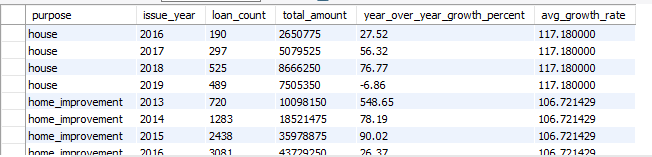 purpose issue_year loan_count total_amount year_over_year_growth_percent avg_growth_rate
house 2016 190 2650775 27.52 117.180000
house 2017 297 5079525 56.32 117.180000
house 2018 525 8666250 76.77 117.180000
house 2019 489 7505350 -6.86 117.180000
home_improvement 2013 720 10098150 548.65 106.721429
home_improvement 2014 1283 18521475 78.19 106.721429
home_improvement 2015 2438 35978875 90.02 106.721429
home_improvement 2016 3081 43729250 26.37 106.721429